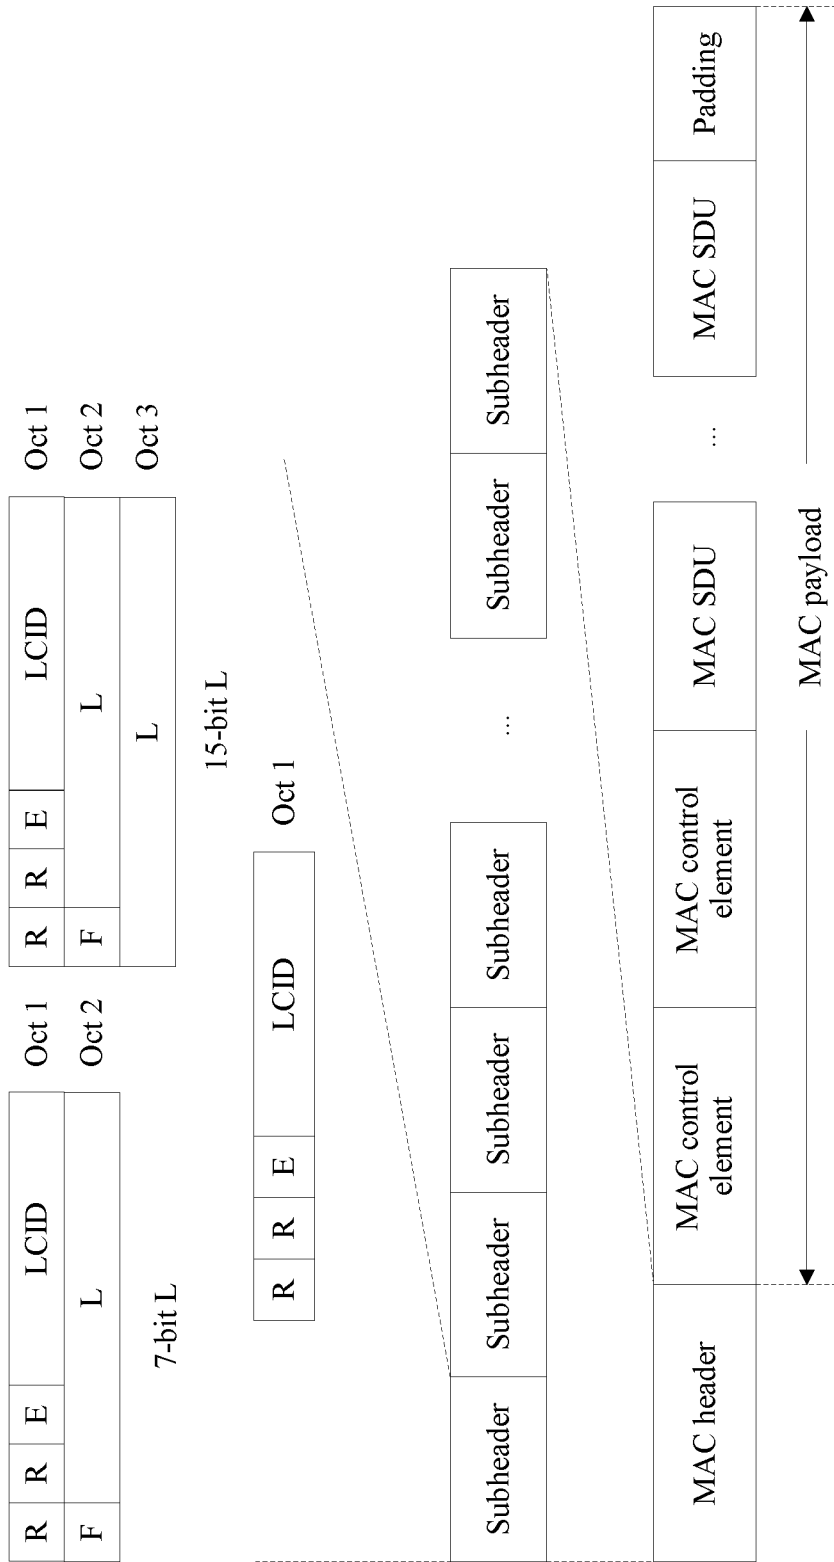 R R E LCID Oct 1 R R E LCID Oct 1
F L Oct 2 F L Oct 2
L Oct 3
7-bit L
15-bit L
R R E LCID Oct 1
Subheader Subheader Subheader Subheader ... Subheader Subheader
MAC header MAC control element MAC control element MAC SDU ... MAC SDU Padding
MAC payload